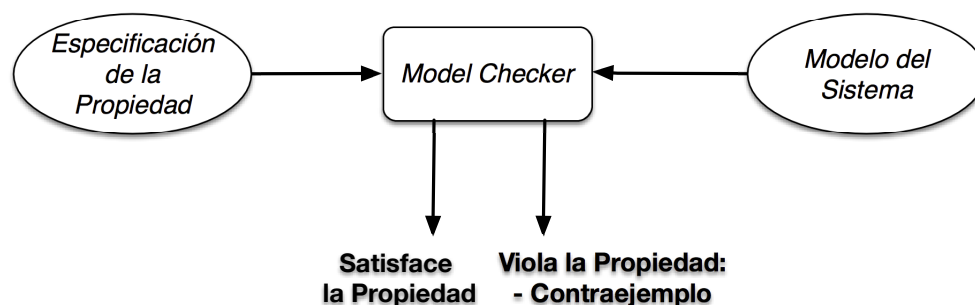 Especificación
de la
Propiedad
Model Checker
Modelo del
Sistema
Satisface
la Propiedad
Viola la Propiedad:
- Contraejemplo